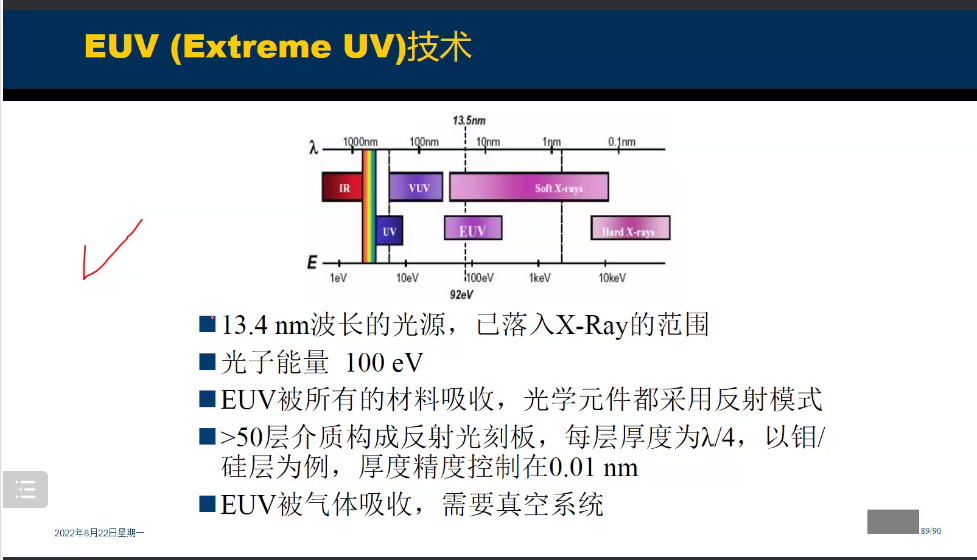 EUV (Extreme UV)技术
13.5nm
λ 1000nm 100nm 10nm 1nm 0.1nm
IR VUV Soft X-rays
UV EUV Hard X-rays
E
1eV 10eV 100eV 1keV 10keV
92eV
13.4 nm波长的光源，已落入X-Ray的范围
光子能量 100 eV
EUV被所有的材料吸收，光学元件都采用反射模式
>50层介质构成反射光刻板，每层厚度为λ/4，以钼/
硅层为例，厚度精度控制在0.01 nm
EUV被气体吸收，需要真空系统
2022年8月22日星期一
89/90